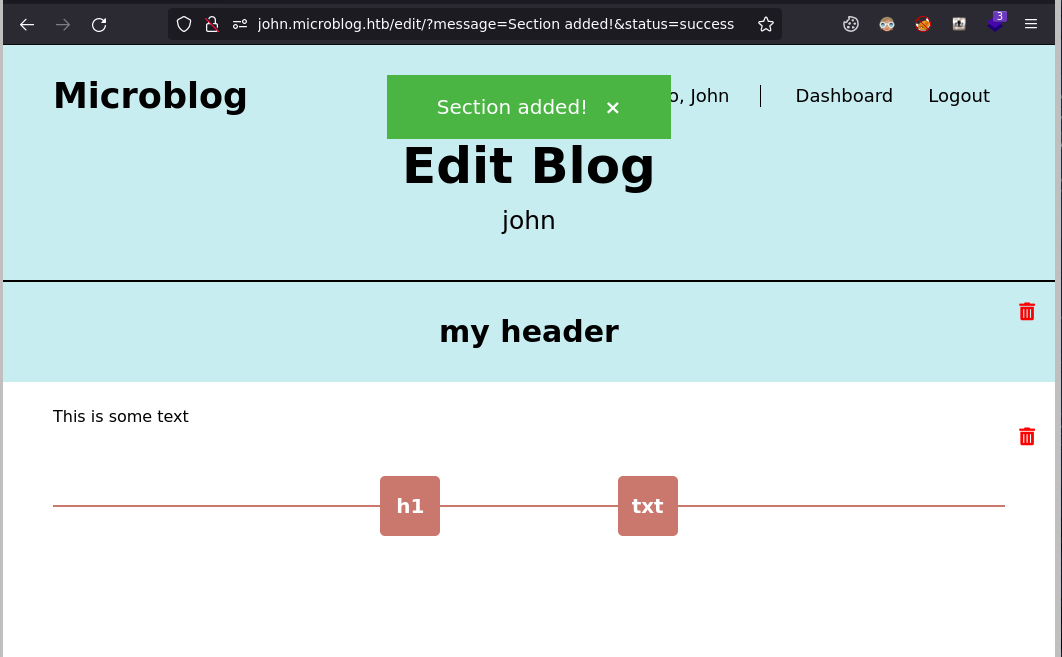 john.microblog.htb/edit/?message=Section added!&status=success
3
Microblog
Section added! ×
o, John | Dashboard Logout
Edit Blog
john
my header
This is some text
h1 txt